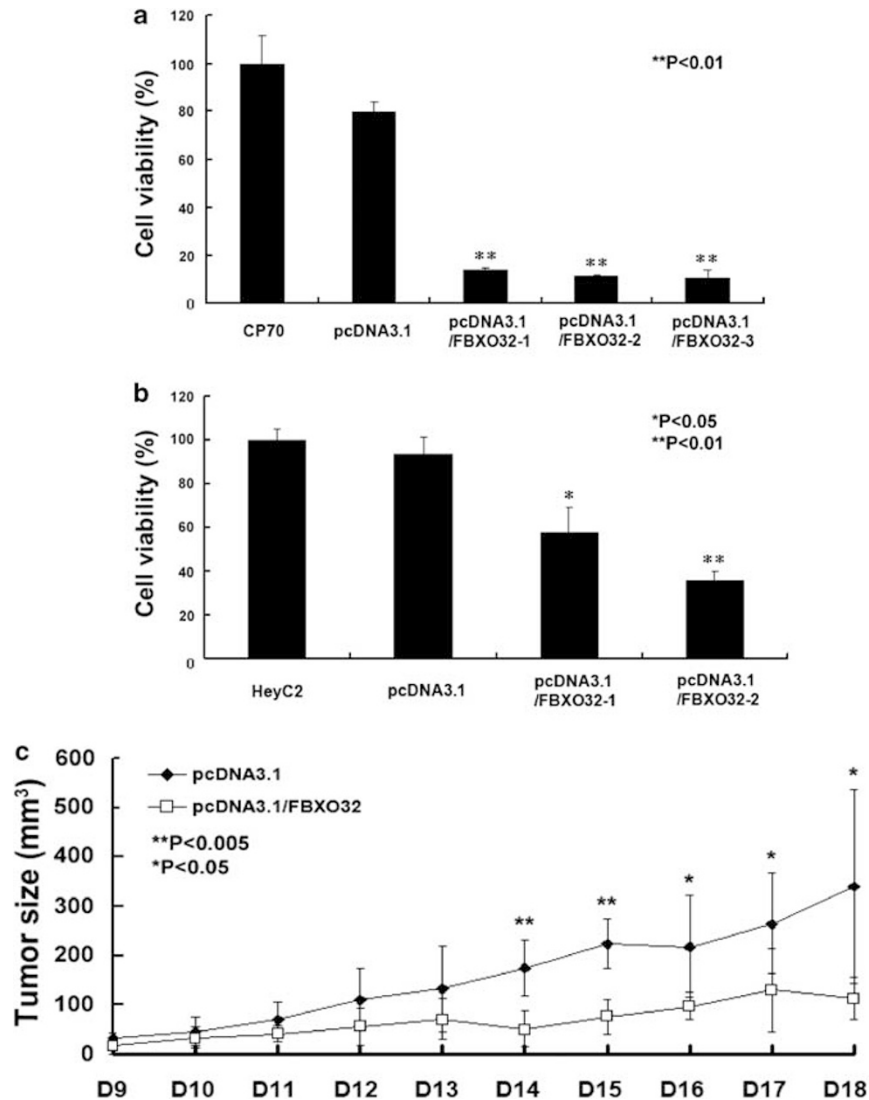 a
Cell viability (%)
120
100
80
60
40
20
0
**P<0.01
**
**
**
CP70
pcDNA3.1
pcDNA3.1
/FBXO32-1
pcDNA3.1
/FBXO32-2
pcDNA3.1
/FBXO32-3
b
Cell viability (%)
120
100
80
60
40
20
0
*P<0.05
**P<0.01
*
**
HeyC2
pcDNA3.1
pcDNA3.1
/FBXO32-1
pcDNA3.1
/FBXO32-2
c
Tumor size (mm³)
600
500
400
300
200
100
0
pcDNA3.1
pcDNA3.1/FBXO32
**P<0.005
*P<0.05
**
**
*
*
*
D9 D10 D11 D12 D13 D14 D15 D16 D17 D18